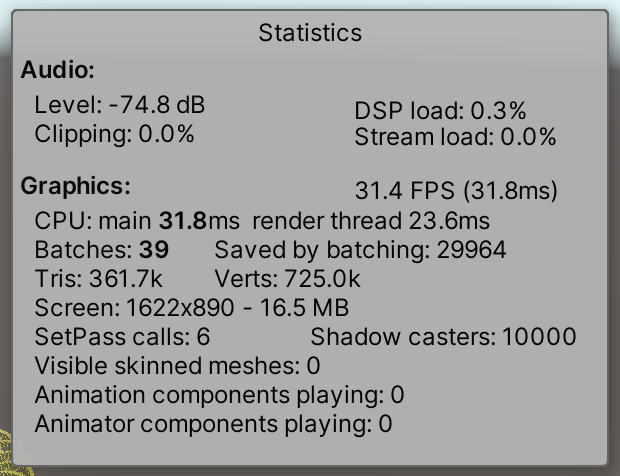 Statistics
Audio:
Level: -74.8 dB
DSP load: 0.3%
Clipping: 0.0%
Stream load: 0.0%
Graphics:
31.4 FPS (31.8ms)
CPU: main 31.8ms render thread 23.6ms
Batches: 39 Saved by batching: 29964
Tris: 361.7k Verts: 725.0k
Screen: 1622x890 - 16.5 MB
SetPass calls: 6 Shadow casters: 10000
Visible skinned meshes: 0
Animation components playing: 0
Animator components playing: 0